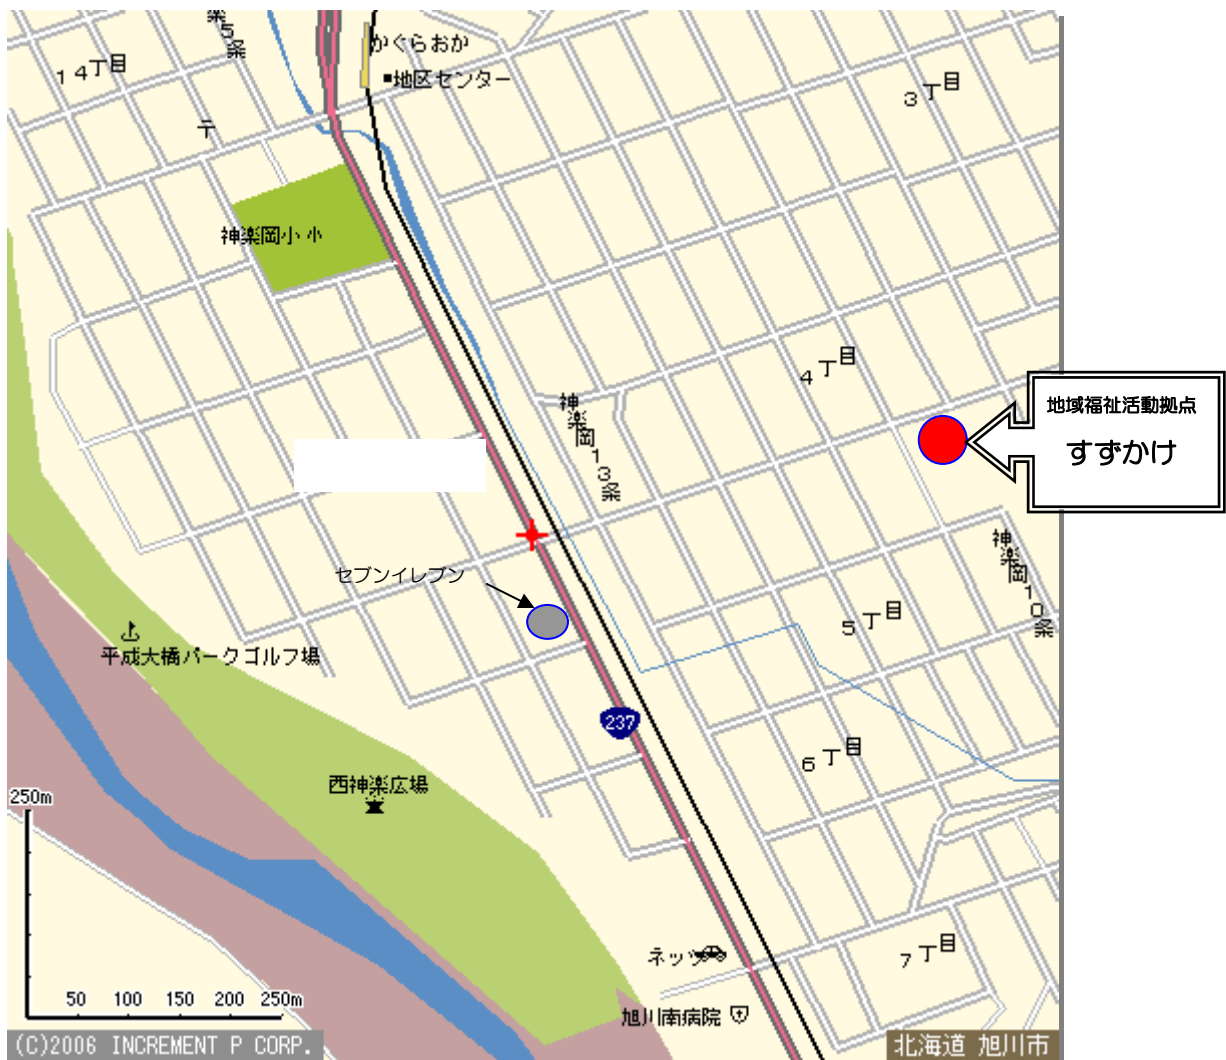 楽5条
かぐらおか
14丁目
■地区センター
3丁目
〒
神楽岡小 小
4丁目
地域福祉活動拠点
すずかけ
神楽岡13条
神楽岡10条
セブンイレブン
5丁目
平成大橋パークゴルフ場
237
6丁目
西神楽広場
250m
7丁目
ネッツ
50 100 150 200 250m
旭川南病院
(C)2006 INCREMENT P CORP.
北海道 旭川市